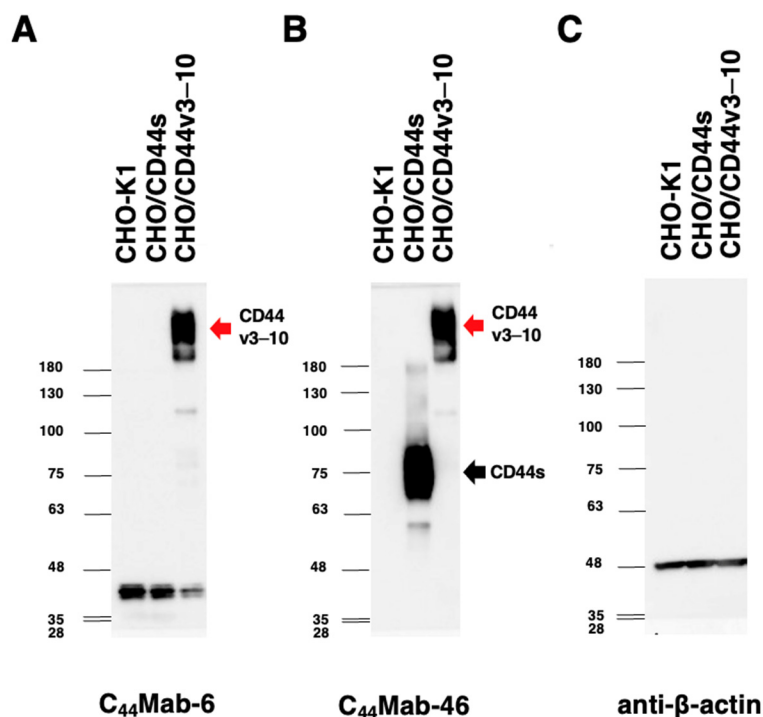 A
CHO-K1
CHO/CD44s
CHO/CD44v3–10
CD44
v3–10
180
130
100
75
63
48
35
28
C₄₄Mab-6
B
CHO-K1
CHO/CD44s
CHO/CD44v3–10
CD44
v3–10
180
130
100
75
CD44s
63
48
35
28
C₄₄Mab-46
C
CHO-K1
CHO/CD44s
CHO/CD44v3–10
180
130
100
75
63
48
35
28
anti-β-actin